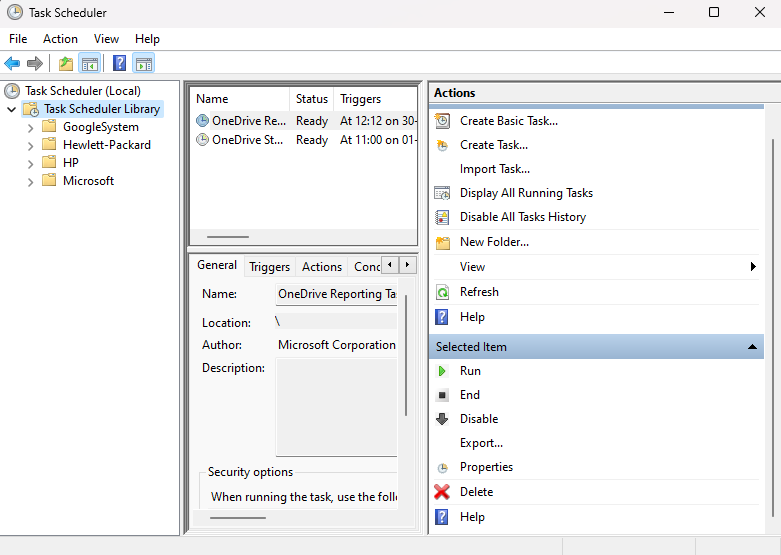 Task Scheduler
File Action View Help
Task Scheduler (Local)
Task Scheduler Library
GoogleSystem
Hewlett-Packard
HP
Microsoft
Name Status Triggers
OneDrive Re... Ready At 12:12 on 30-
OneDrive St... Ready At 11:00 on 01-
General Triggers Actions Conc
Name: OneDrive Reporting Ta
Location: \
Author: Microsoft Corporation
Description:
Security options
When running the task, use the follo
Actions
Create Basic Task...
Create Task...
Import Task...
Display All Running Tasks
Disable All Tasks History
New Folder...
View
Refresh
Help
Selected Item
Run
End
Disable
Export...
Properties
Delete
Help